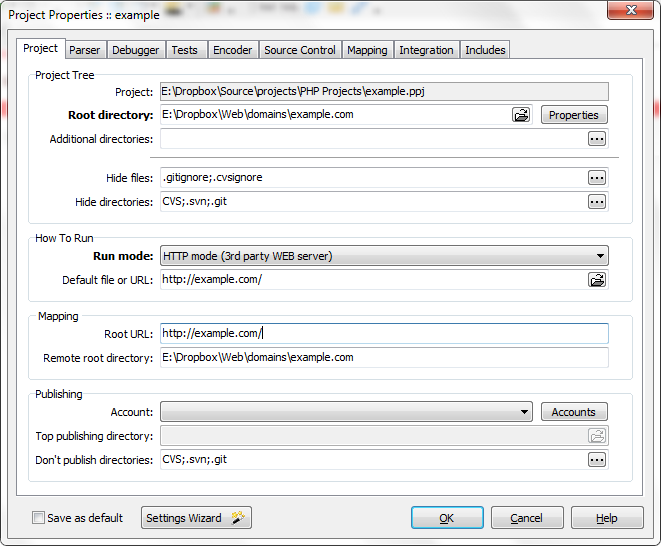 Project Properties :: example
Project Parser Debugger Tests Encoder Source Control Mapping Integration Includes
Project Tree
Project: E:\Dropbox\Source\projects\PHP Projects\example.ppj
Root directory: E:\Dropbox\Web\domains\example.com Properties
Additional directories: ...
Hide files: .gitignore;.cvsignore ...
Hide directories: CVS;.svn;.git ...
How To Run
Run mode: HTTP mode (3rd party WEB server)
Default file or URL: http://example.com/
Mapping
Root URL: http://example.com/
Remote root directory: E:\Dropbox\Web\domains\example.com
Publishing
Account: Accounts
Top publishing directory:
Don't publish directories: CVS;.svn;.git ...
Save as default Settings Wizard OK Cancel Help